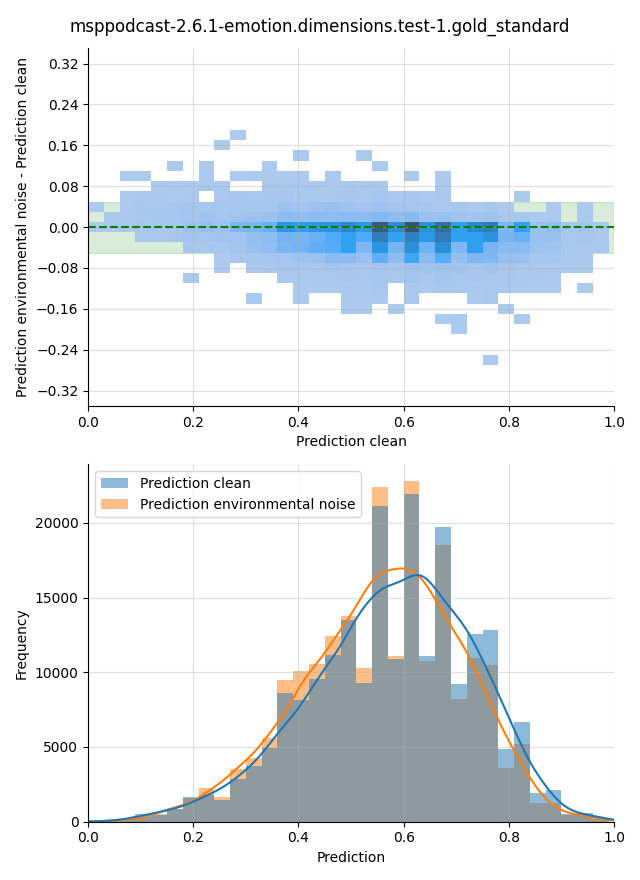 msppodcast-2.6.1-emotion.dimensions.test-1.gold_standard
Prediction environmental noise - Prediction clean
0.32
0.24
0.16
0.08
0.00
−0.08
−0.16
−0.24
−0.32
0.0 0.2 0.4 0.6 0.8 1.0
Prediction clean
Prediction clean
Prediction environmental noise
Frequency
20000
15000
10000
5000
0
0.0 0.2 0.4 0.6 0.8 1.0
Prediction